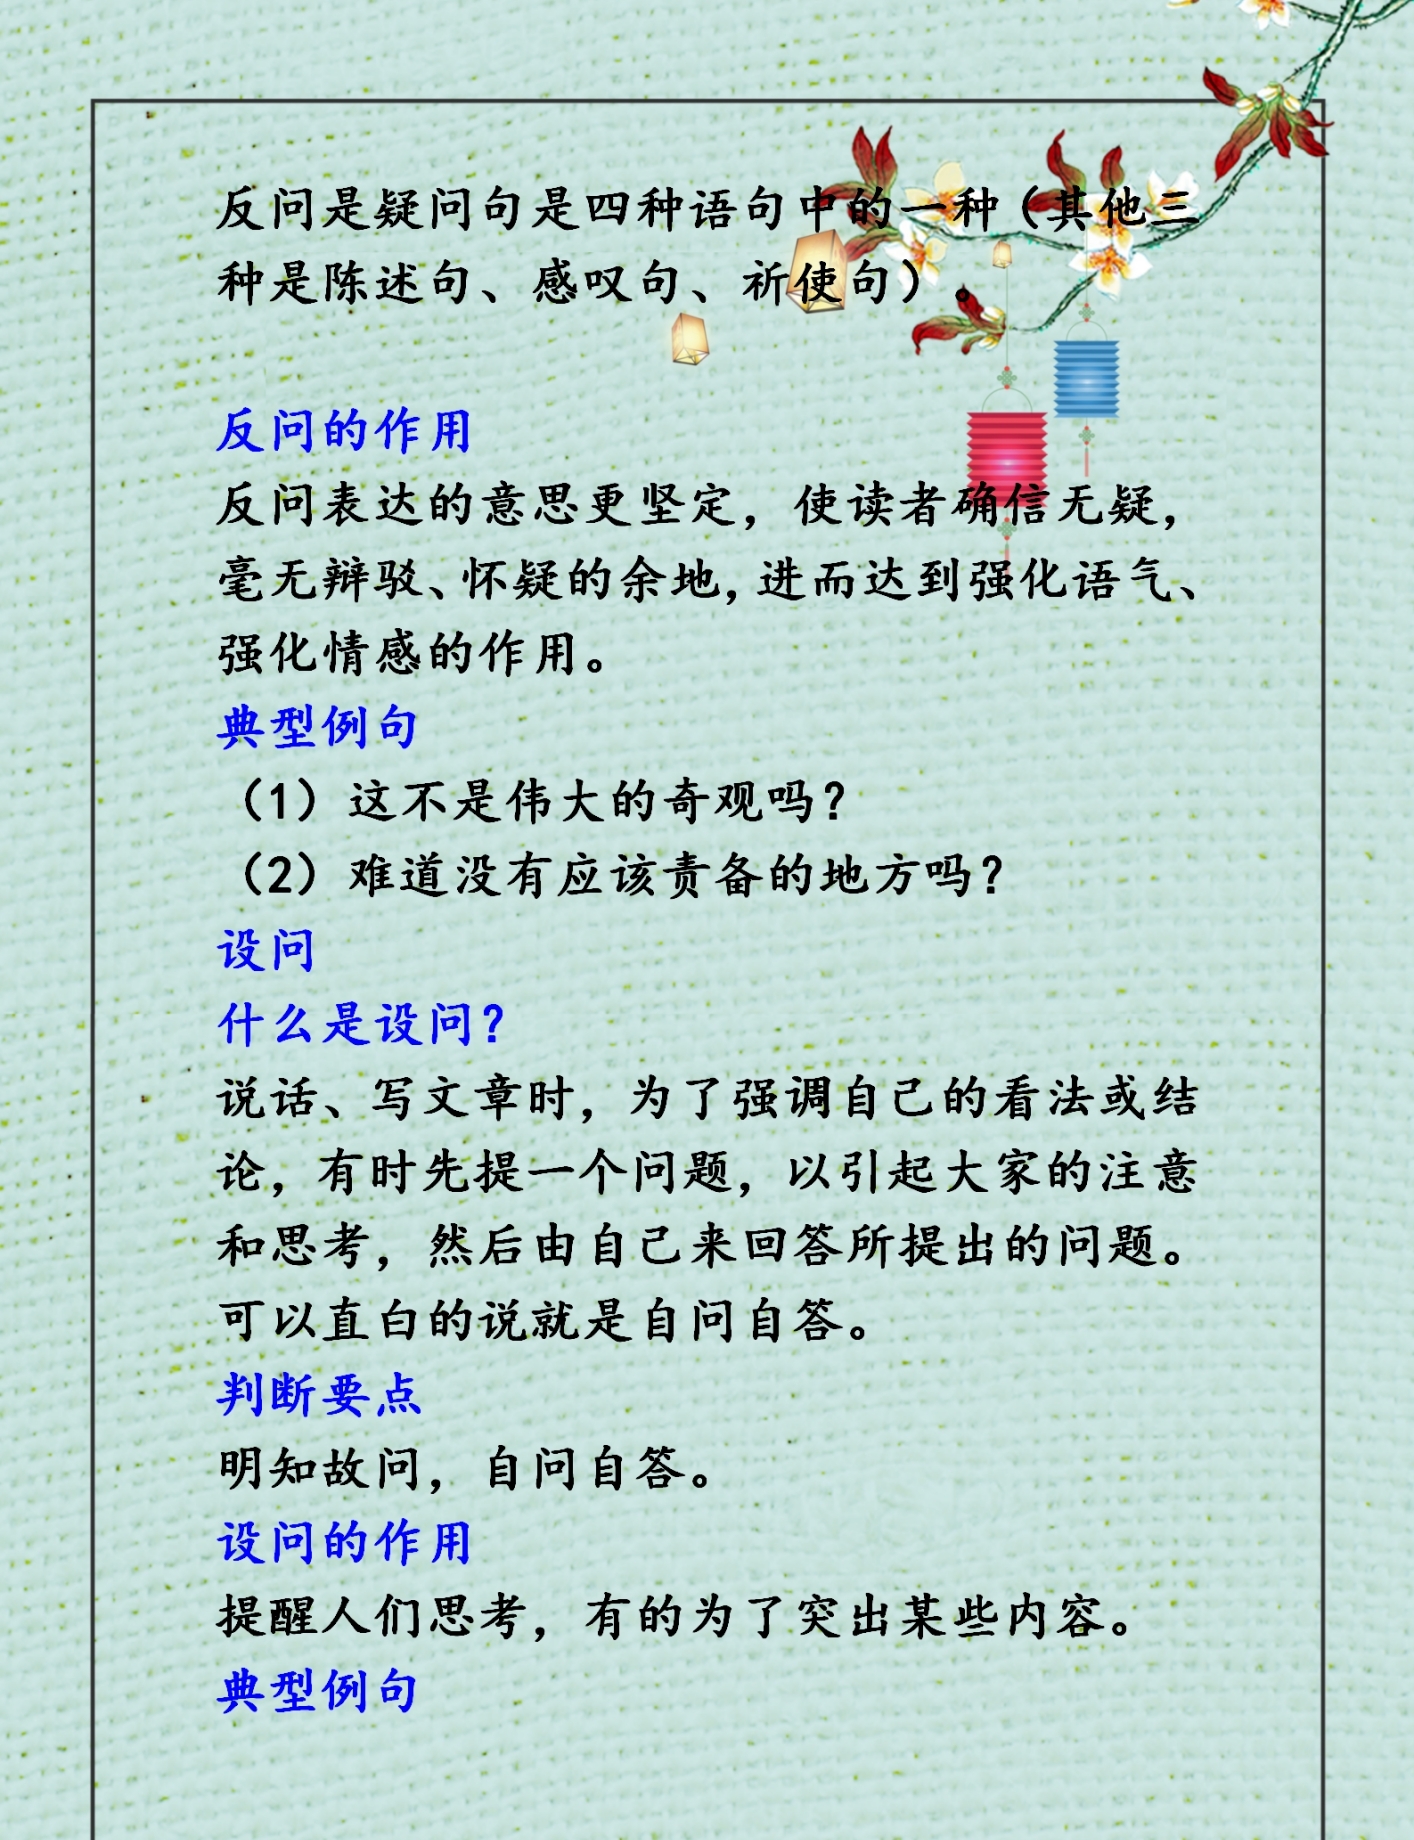 反问是疑问句是四种语句中的一种（其他三
种是陈述句、感叹句、祈使句）。
反问的作用
反问表达的意思更坚定，使读者确信无疑，
毫无辩驳、怀疑的余地，进而达到强化语气、
强化情感的作用。
典型例句
（1）这不是伟大的奇观吗？
（2）难道没有应该责备的地方吗？
设问
什么是设问？
说话、写文章时，为了强调自己的看法或结
论，有时先提一个问题，以引起大家的注意
和思考，然后由自己来回答所提出的问题。
可以直白的说就是自问自答。
判断要点
明知故问，自问自答。
设问的作用
提醒人们思考，有的为了突出某些内容。
典型例句